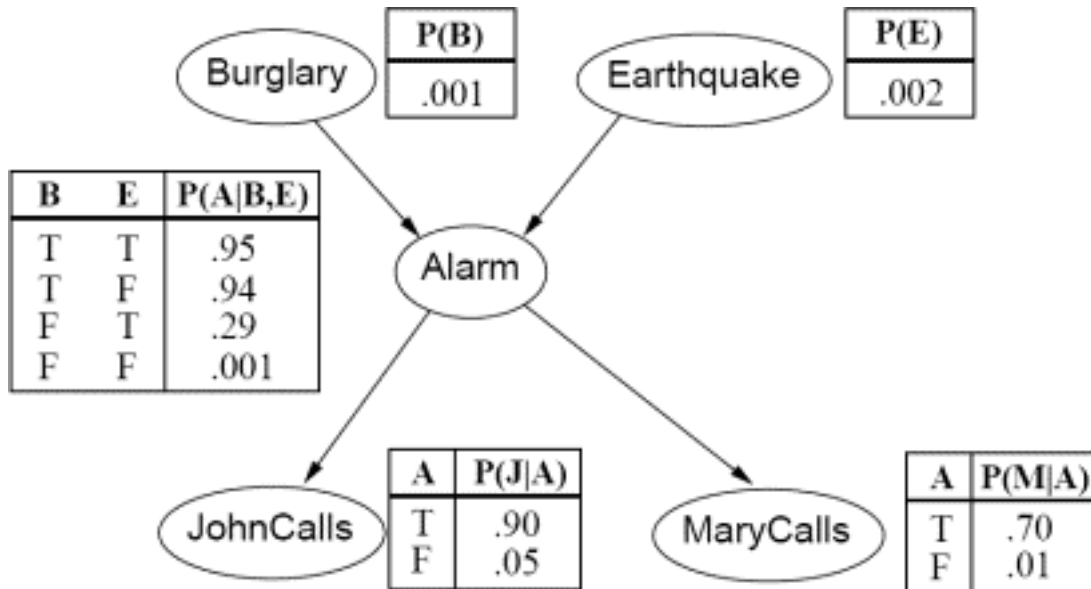 Burglary
P(B)
.001
Earthquake
P(E)
.002
B E P(A|B,E)
T T .95
T F .94
F T .29
F F .001
Alarm
JohnCalls
A P(J|A)
T .90
F .05
MaryCalls
A P(M|A)
T .70
F .01